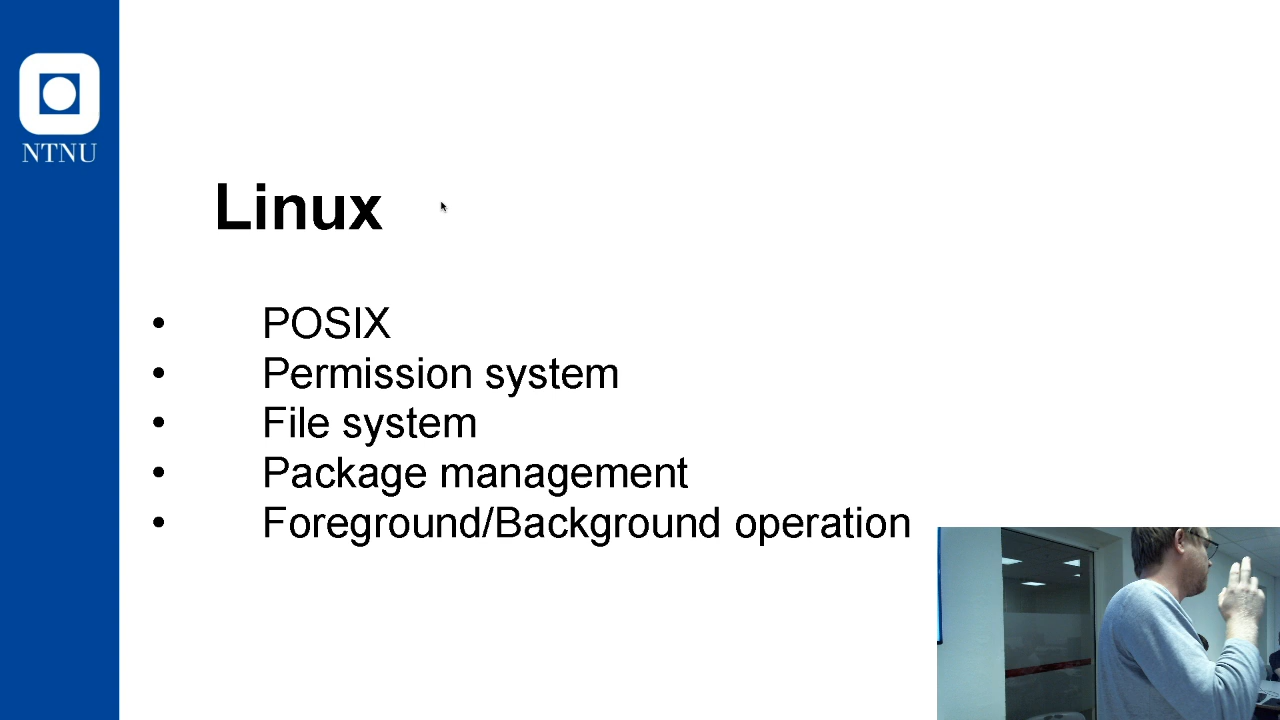 NTNU
Linux
• POSIX
• Permission system
• File system
• Package management
• Foreground/Background operation